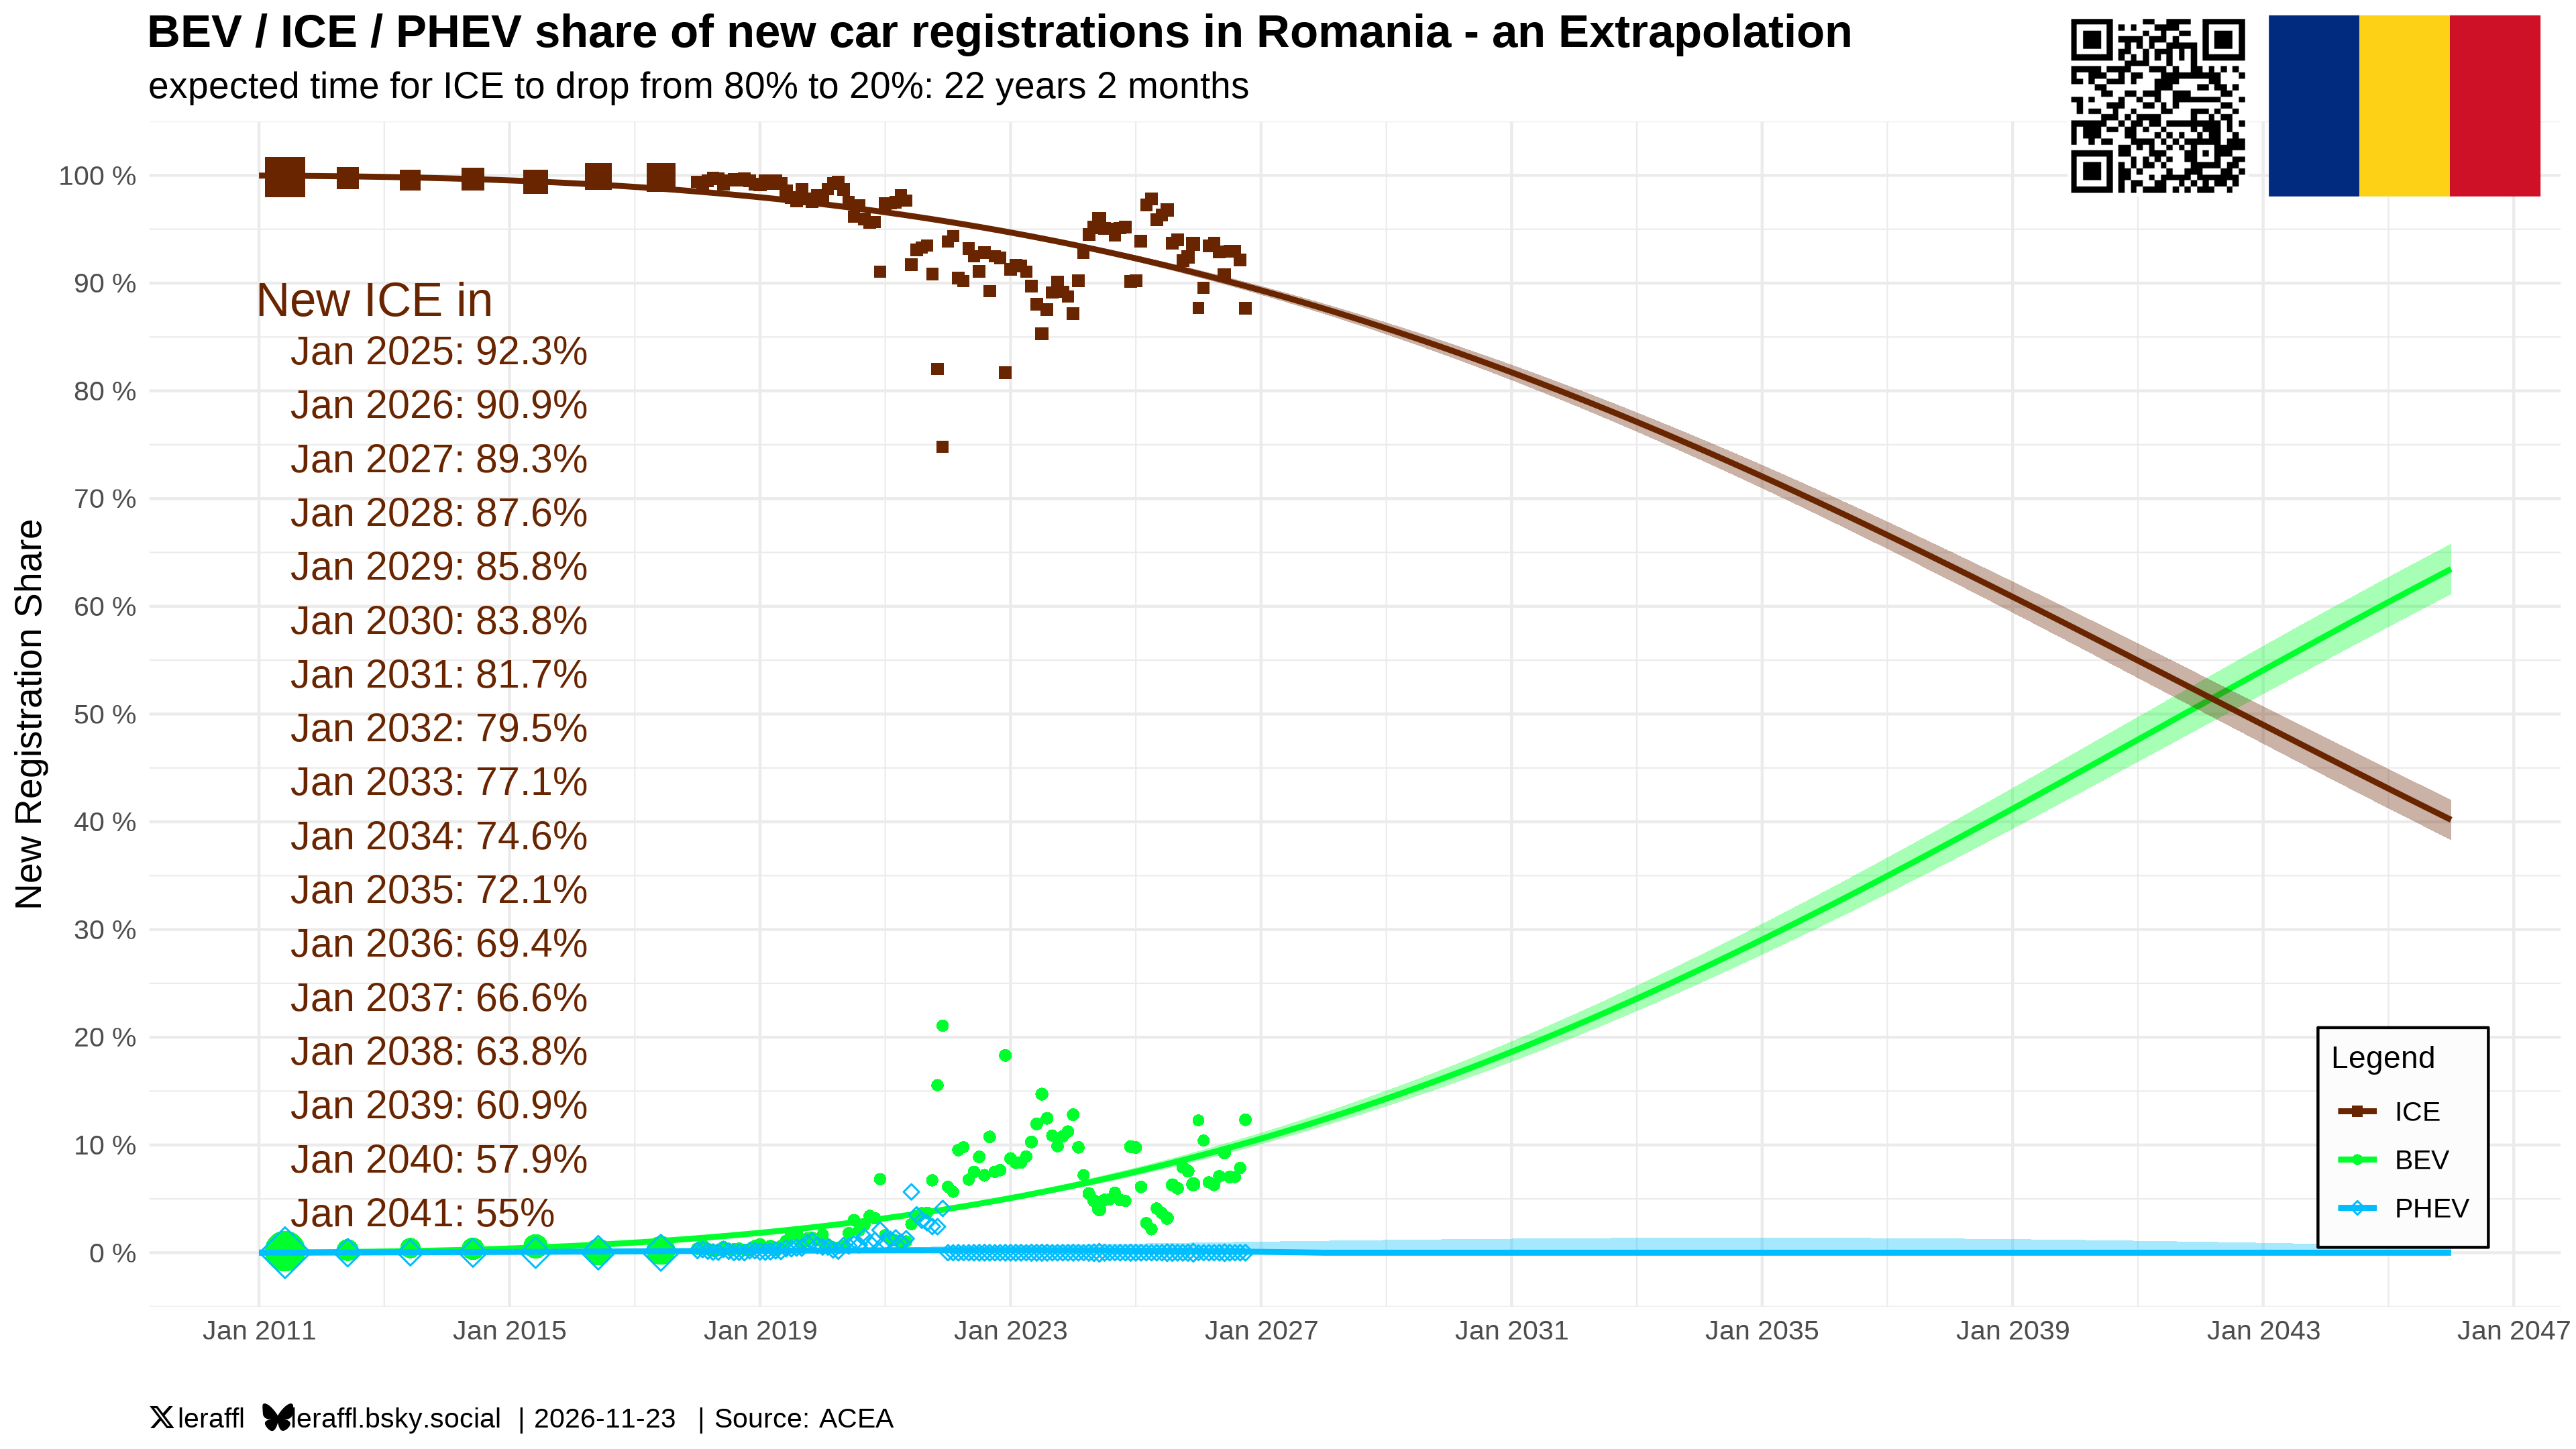 BEV / ICE / PHEV share of new car registrations in Romania - an Extrapolation
expected time for ICE to drop from 80% to 20%: 22 years 2 months
New Registration Share
100 %
90 %
80 %
70 %
60 %
50 %
40 %
30 %
20 %
10 %
0 %
New ICE in
Jan 2025: 92.3%
Jan 2026: 90.9%
Jan 2027: 89.3%
Jan 2028: 87.6%
Jan 2029: 85.8%
Jan 2030: 83.8%
Jan 2031: 81.7%
Jan 2032: 79.5%
Jan 2033: 77.1%
Jan 2034: 74.6%
Jan 2035: 72.1%
Jan 2036: 69.4%
Jan 2037: 66.6%
Jan 2038: 63.8%
Jan 2039: 60.9%
Jan 2040: 57.9%
Jan 2041: 55%
Legend
ICE
BEV
PHEV
Jan 2011 Jan 2015 Jan 2019 Jan 2023 Jan 2027 Jan 2031 Jan 2035 Jan 2039 Jan 2043 Jan 2047
leraffl leraffl.bsky.social | 2026-11-23 | Source: ACEA